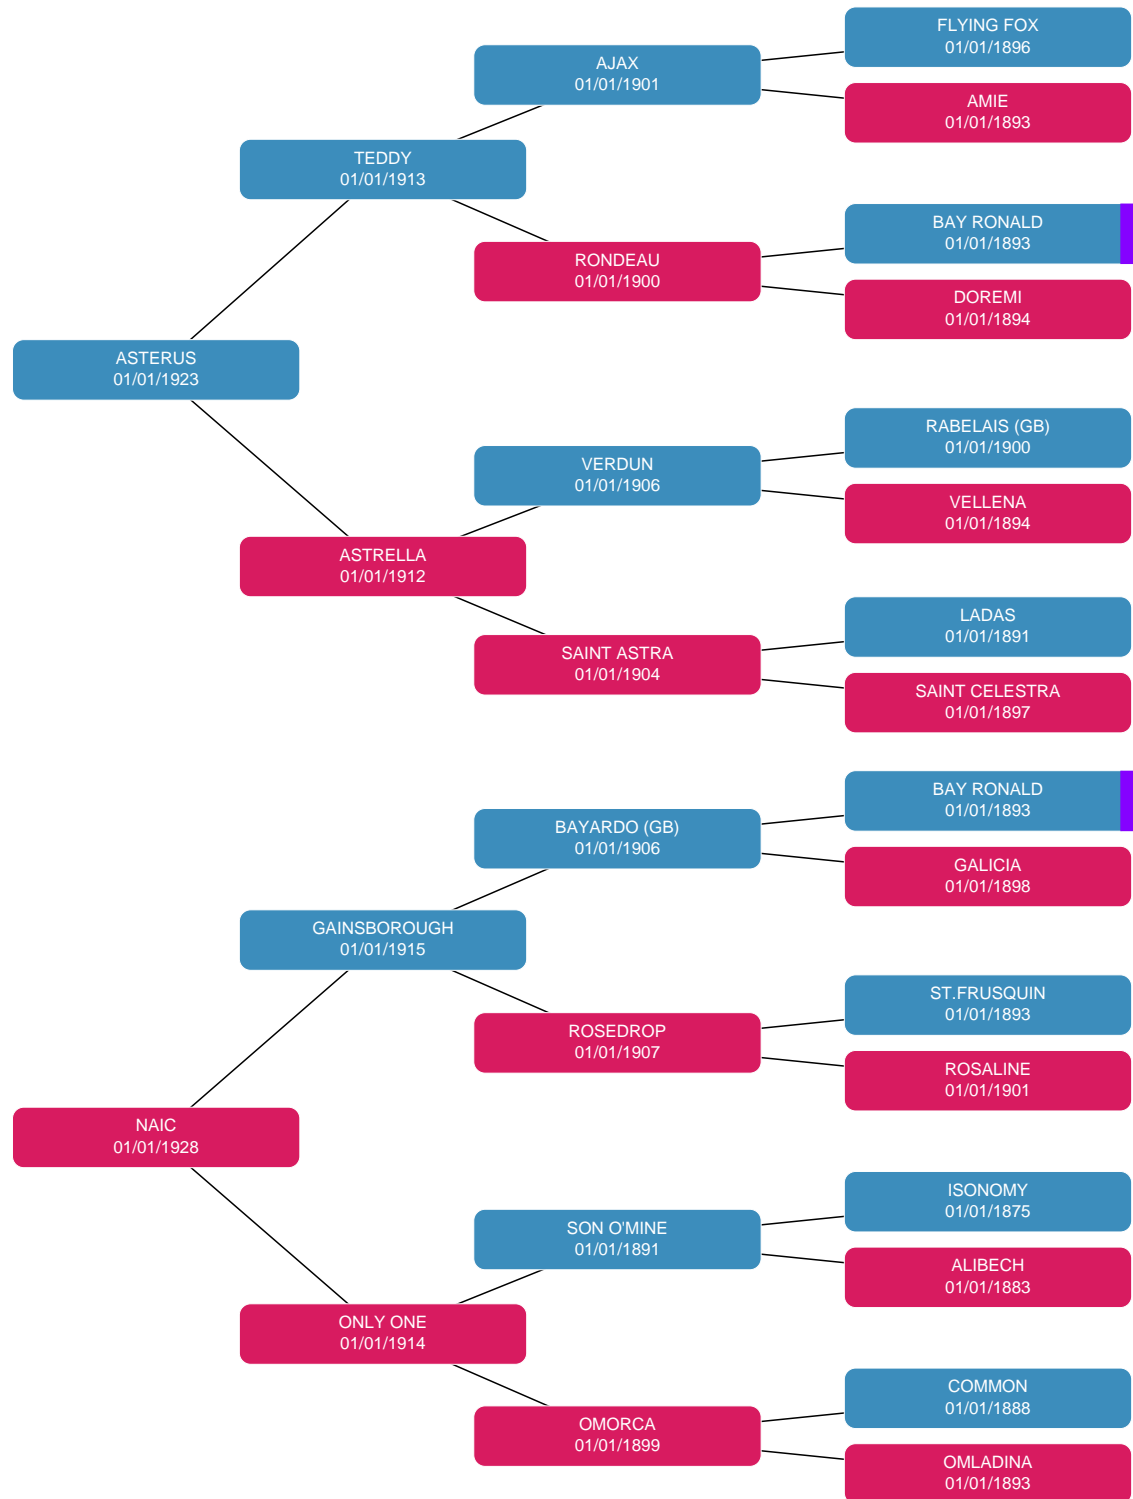 FLYING FOX
01/01/1896
AJAX
01/01/1901
AMIE
01/01/1893
TEDDY
01/01/1913
BAY RONALD
01/01/1893
RONDEAU
01/01/1900
DOREMI
01/01/1894
ASTERUS
01/01/1923
RABELAIS (GB)
01/01/1900
VERDUN
01/01/1906
VELLENA
01/01/1894
ASTRELLA
01/01/1912
LADAS
01/01/1891
SAINT ASTRA
01/01/1904
SAINT CELESTRA
01/01/1897
BAY RONALD
01/01/1893
BAYARDO (GB)
01/01/1906
GALICIA
01/01/1898
GAINSBOROUGH
01/01/1915
ST.FRUSQUIN
01/01/1893
ROSEDROP
01/01/1907
ROSALINE
01/01/1901
NAIC
01/01/1928
ISONOMY
01/01/1875
SON O'MINE
01/01/1891
ALIBECH
01/01/1883
ONLY ONE
01/01/1914
COMMON
01/01/1888
OMORCA
01/01/1899
OMLADINA
01/01/1893